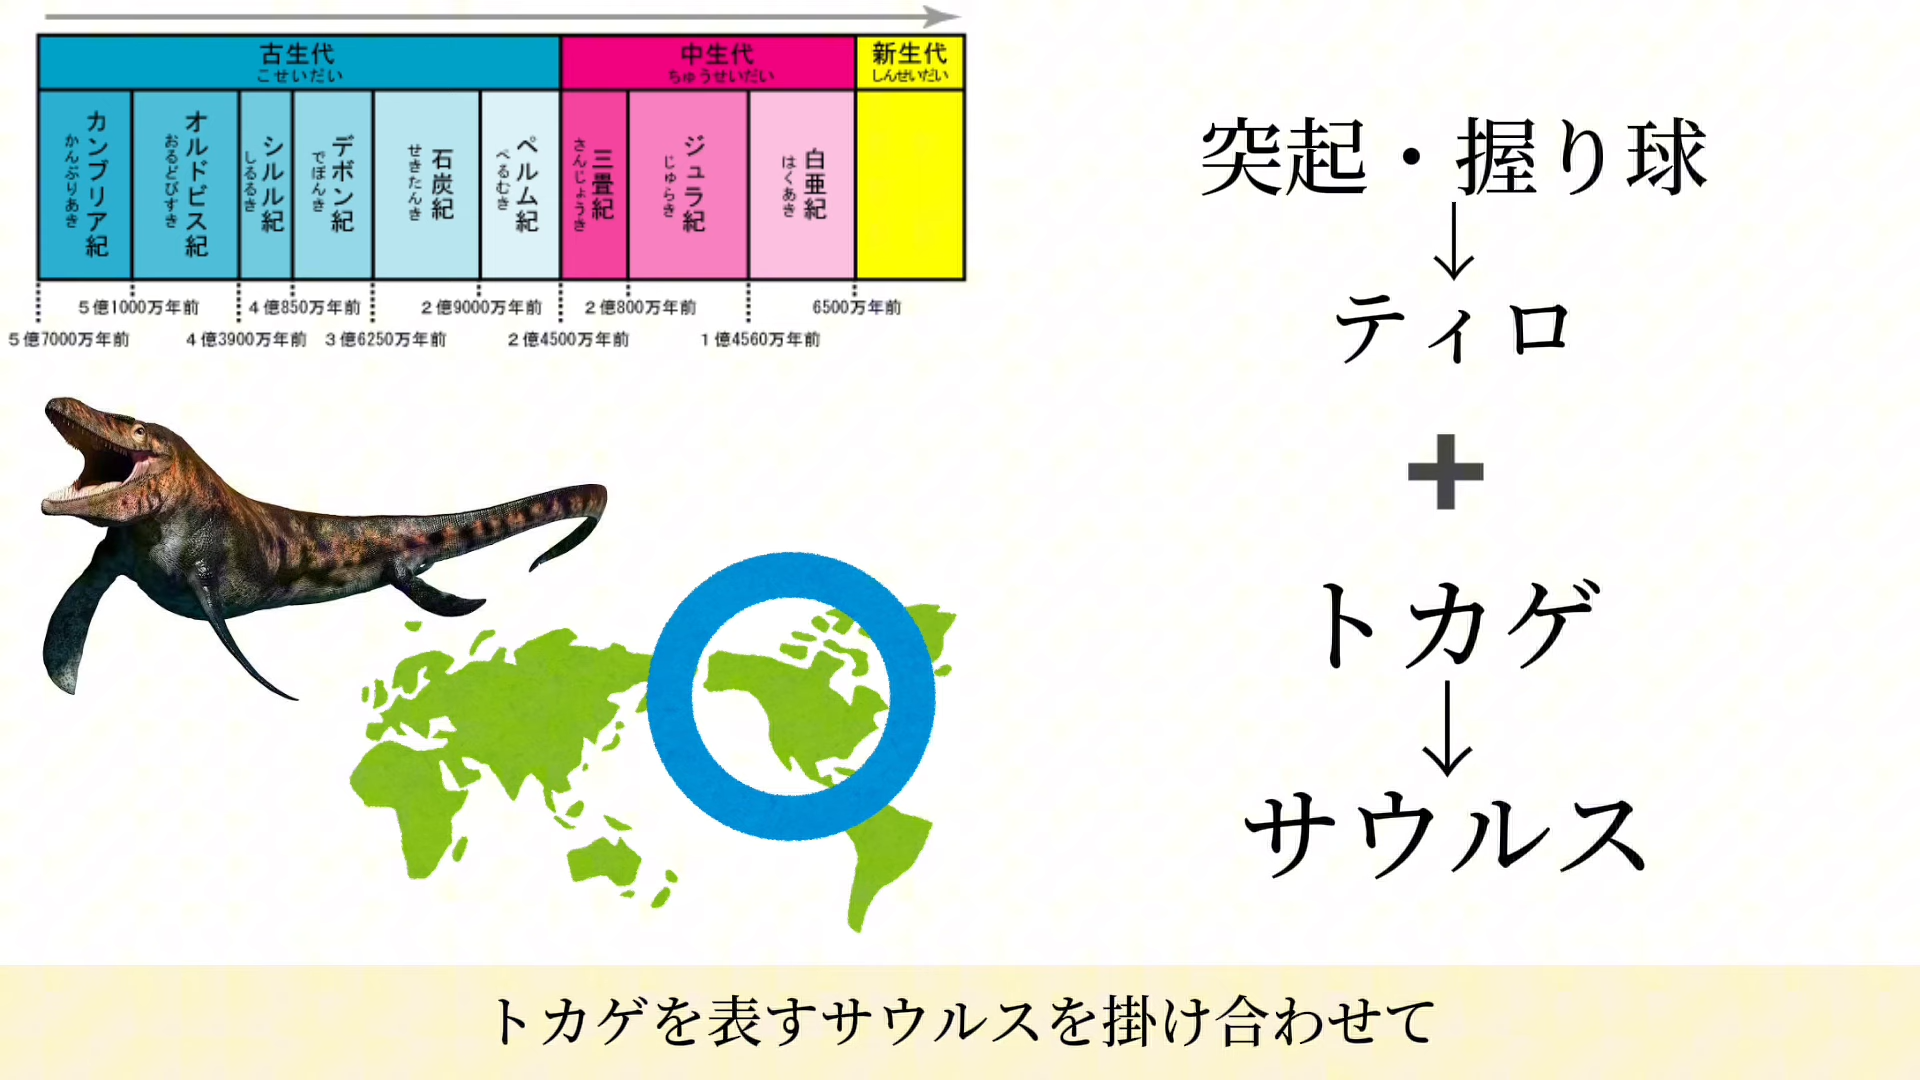 古生代
こせいだい
中生代
ちゅうせいだい
新生代
しんせいだい
カンブリア紀
かんぶりあき
オルドビス紀
おるどびすき
シルル紀
しるるき
デボン紀
でぼんき
石炭紀
せきたんき
ペルム紀
ぺるむき
三畳紀
さんじょうき
ジュラ紀
じゅらき
白亜紀
はくあき
5億1000万年前
4億850万年前
2億9000万年前
2億800万年前
6500万年前
5億7000万年前
4億3900万年前
3億6250万年前
2億4500万年前
1億4560万年前
突起・握り球
↓
ティロ
+
トカゲ
↓
サウルス
トカゲを表すサウルスを掛け合わせて